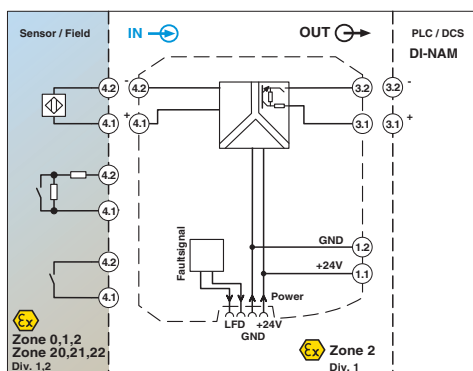 Sensor / Field
IN
OUT
PLC / DCS
DI-NAM
4.2
-
4.2
3.2
3.2
-
4.1
+
4.1
3.1
3.1
+
4.2
4.1
4.2
4.1
Faultsignal
GND
1.2
+24V
1.1
Power
LFD
+24V
GND
Ex
Zone 0,1,2
Zone 20,21,22
Div. 1,2
Ex
Zone 2
Div. 1